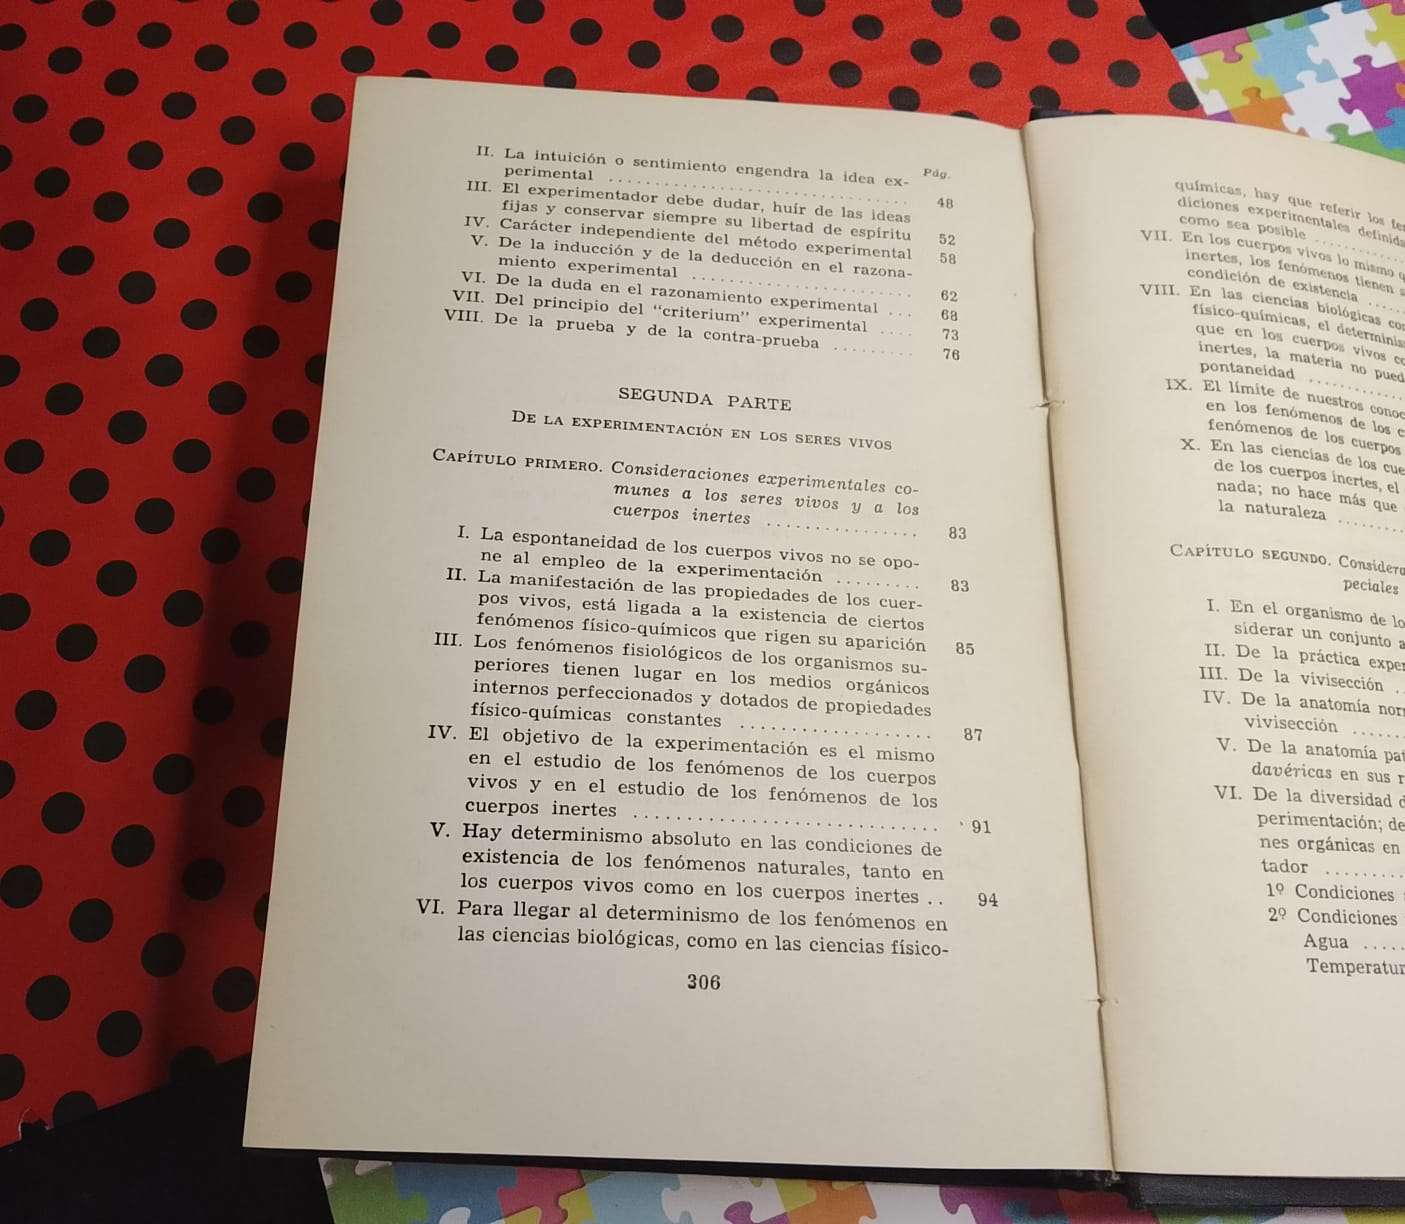 Pág.
II. La intuición o sentimiento engendra la idea ex-
perimental .......................... 48
III. El experimentador debe dudar, huír de las ideas
fijas y conservar siempre su libertad de espíritu 52
IV. Carácter independiente del método experimental 58
V. De la inducción y de la deducción en el razona-
miento experimental .................... 62
VI. De la duda en el razonamiento experimental ... 68
VII. Del principio del “criterium” experimental .... 73
VIII. De la prueba y de la contra-prueba ......... 76
SEGUNDA PARTE
De la experimentación en los seres vivos
Capítulo primero. Consideraciones experimentales co-
munes a los seres vivos y a los
cuerpos inertes ................ 83
I. La espontaneidad de los cuerpos vivos no se opo-
ne al empleo de la experimentación ......... 83
II. La manifestación de las propiedades de los cuer-
pos vivos, está ligada a la existencia de ciertos
fenómenos físico-químicos que rigen su aparición 85
III. Los fenómenos fisiológicos de los organismos su-
periores tienen lugar en los medios orgánicos
internos perfeccionados y dotados de propiedades
físico-químicas constantes .................. 87
IV. El objetivo de la experimentación es el mismo
en el estudio de los fenómenos de los cuerpos
vivos y en el estudio de los fenómenos de los
cuerpos inertes ............................ 91
V. Hay determinismo absoluto en las condiciones de
existencia de los fenómenos naturales, tanto en
los cuerpos vivos como en los cuerpos inertes .. 94
VI. Para llegar al determinismo de los fenómenos en
las ciencias biológicas, como en las ciencias físico-
306
químicas, hay que referir los
diciones experimentales
como sea posible .........
VII. En los cuerpos vivos lo mismo
inertes, los fenómenos tienen
condición de existencia ...
VIII. En las ciencias biológicas
físico-químicas, el
que en los cuerpos vivos
inertes, la materia no
pontaneidad ..........
IX. El límite de nuestros
en los fenómenos de los
fenómenos de los cuerpos
X. En las ciencias de los
de los cuerpos inertes, el
nada; no hace más que
la naturaleza ........
Capítulo segundo.
peciales
I. En el organismo de
siderar un conjunto
II. De la práctica
III. De la vivisección .
IV. De la anatomía
vivisección ......
V. De la anatomía
davéricas en sus
VI. De la diversidad
perimentación; de
nes orgánicas en
tador ........
1º Condiciones
2º Condiciones
Agua ....